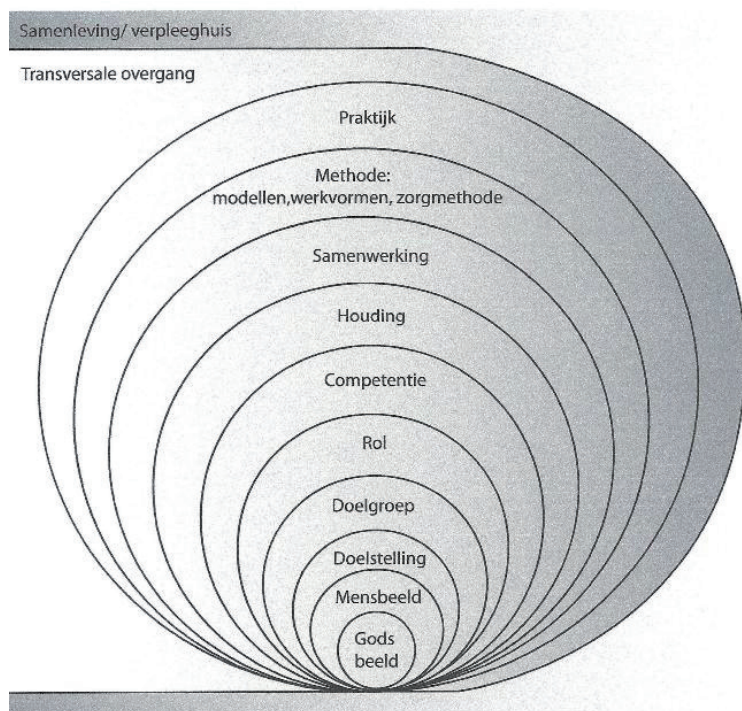 Samenleving/ verpleeghuis
Transversale overgang
Praktijk
Methode:
modellen,werkvormen, zorgmethode
Samenwerking
Houding
Competentie
Rol
Doelgroep
Doelstelling
Mensbeeld
Gods
beeld